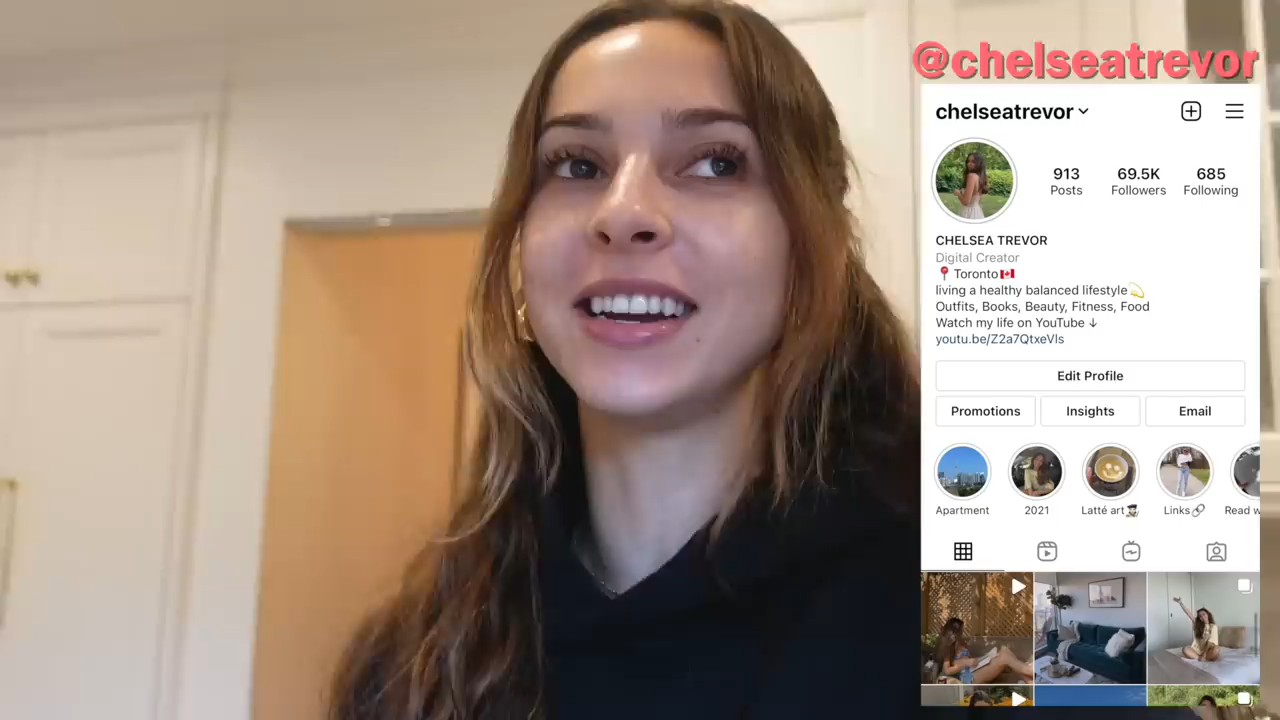 @chelseatrevor
chelseatrevor
913 69.5K 685
Posts Followers Following
CHELSEA TREVOR
Digital Creator
📍 Toronto🇨🇦
living a healthy balanced lifestyle💫
Outfits, Books, Beauty, Fitness, Food
Watch my life on YouTube ↓
youtu.be/Z2a7QtxeVls
Edit Profile
Promotions Insights Email
Apartment 2021 Latté art👩🏻‍🍳 Links🔗 Read w